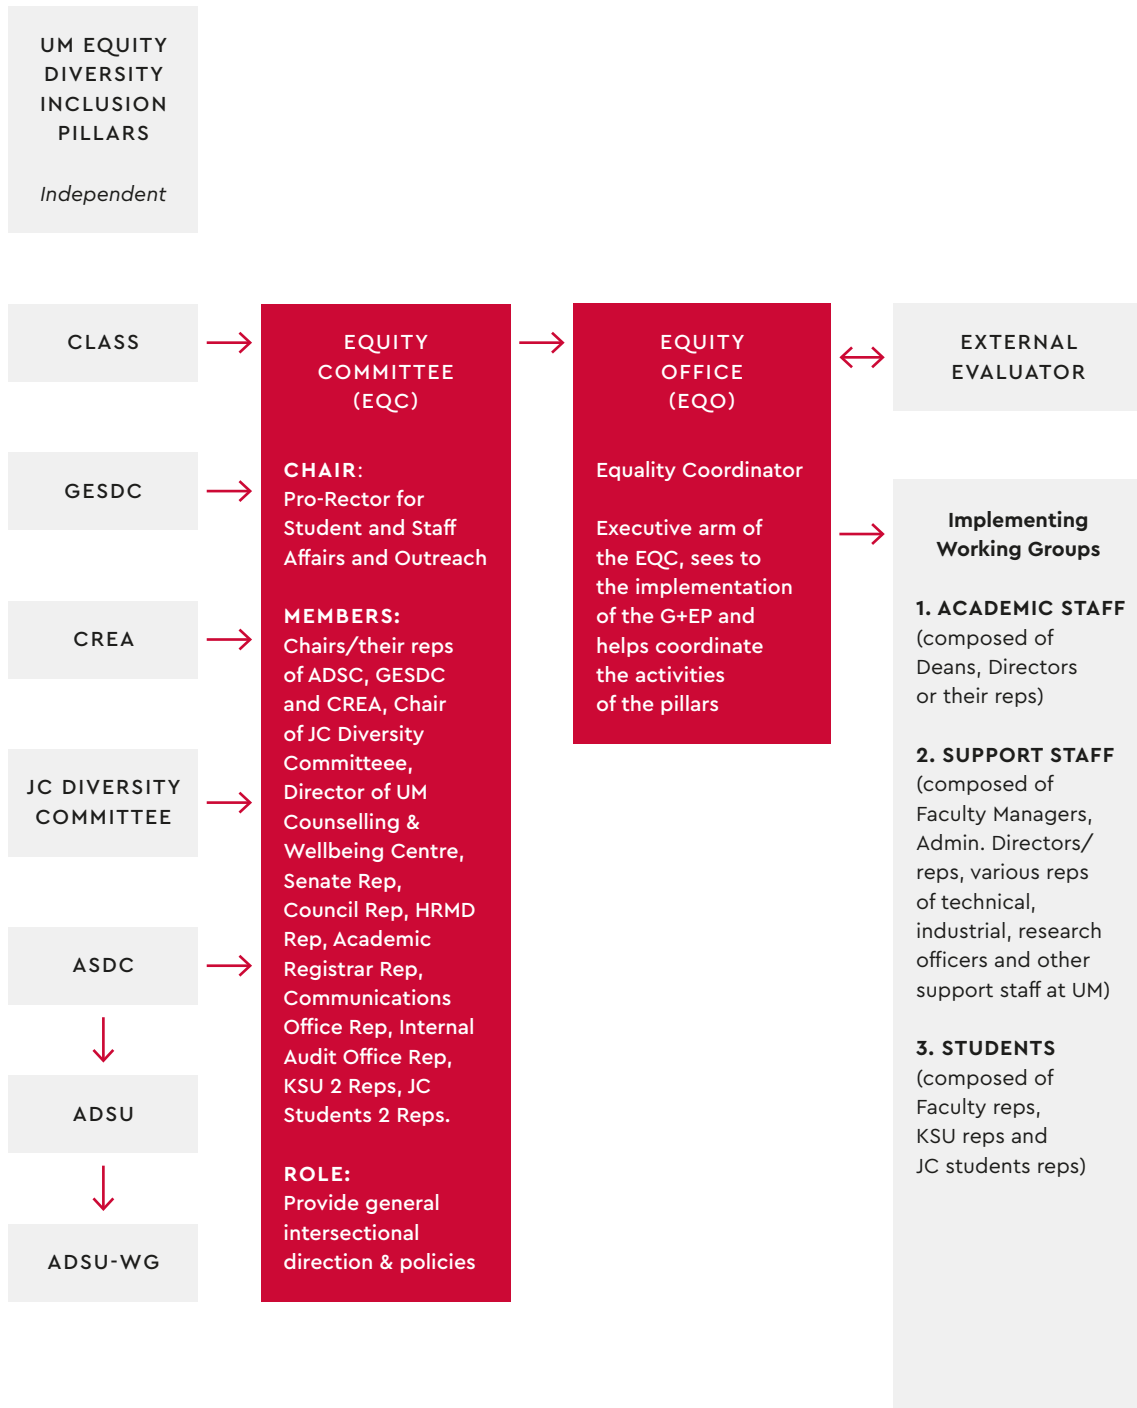 UM EQUITY
DIVERSITY
INCLUSION
PILLARS
Independent
CLASS
GESDC
CREA
JC DIVERSITY
COMMITTEE
ASDC
ADSU
ADSU-WG
EQUITY
COMMITTEE
(EQC)
CHAIR:
Pro-Rector for
Student and Staff
Affairs and Outreach
MEMBERS:
Chairs/their reps
of ADSC, GESDC
and CREA, Chair
of JC Diversity
Committeee,
Director of UM
Counselling &
Wellbeing Centre,
Senate Rep,
Council Rep, HRMD
Rep, Academic
Registrar Rep,
Communications
Office Rep, Internal
Audit Office Rep,
KSU 2 Reps, JC
Students 2 Reps.
ROLE:
Provide general
intersectional
direction & policies
EQUITY
OFFICE
(EQO)
Equality Coordinator
Executive arm of
the EQC, sees to
the implementation
of the G+EP and
helps coordinate
the activities
of the pillars
EXTERNAL
EVALUATOR
Implementing
Working Groups
1. ACADEMIC STAFF
(composed of
Deans, Directors
or their reps)
2. SUPPORT STAFF
(composed of
Faculty Managers,
Admin. Directors/
reps, various reps
of technical,
industrial, research
officers and other
support staff at UM)
3. STUDENTS
(composed of
Faculty reps,
KSU reps and
JC students reps)